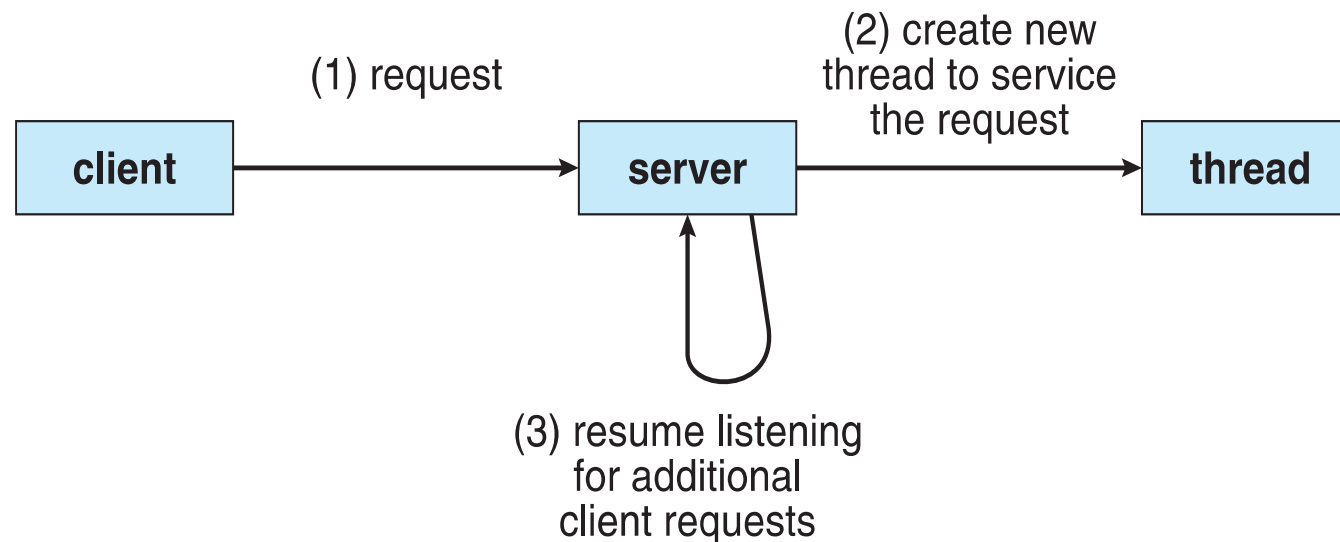 (1) request
(2) create new
thread to service
the request
client
server
thread
(3) resume listening
for additional
client requests